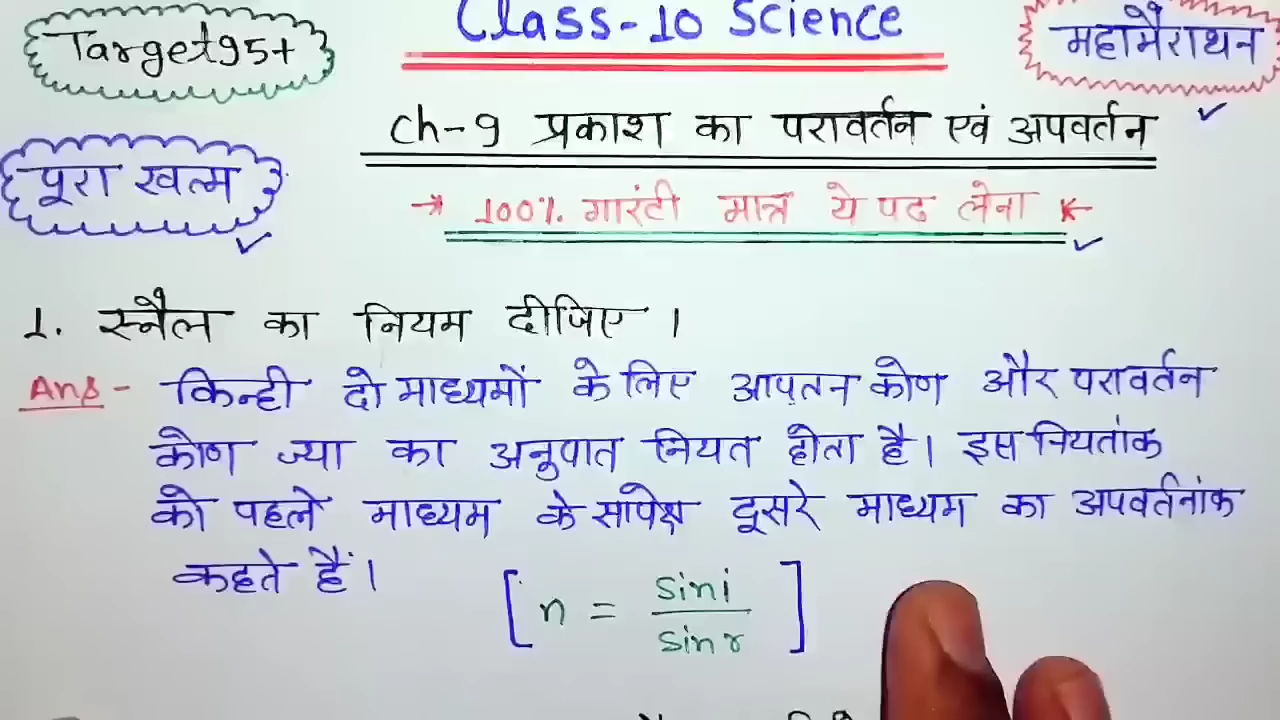 Class-10 Science
Target95+
महामैराथन
Ch-9 प्रकाश का परावर्तन एवं अपवर्तन
पूरा खत्म
→ 100% गारंटी मात्र ये पढ लेना ←
1. स्नैल का नियम दीजिए ।
Ans - किन्ही दो माध्यमों के लिए आपतन कोण और परावर्तन
कोण ज्या का अनुपात नियत होता है। इस नियतांक
को पहले माध्यम के सापेक्ष दूसरे माध्यम का अपवर्तनांक
कहते हैं।
[ n = sini / sinr ]